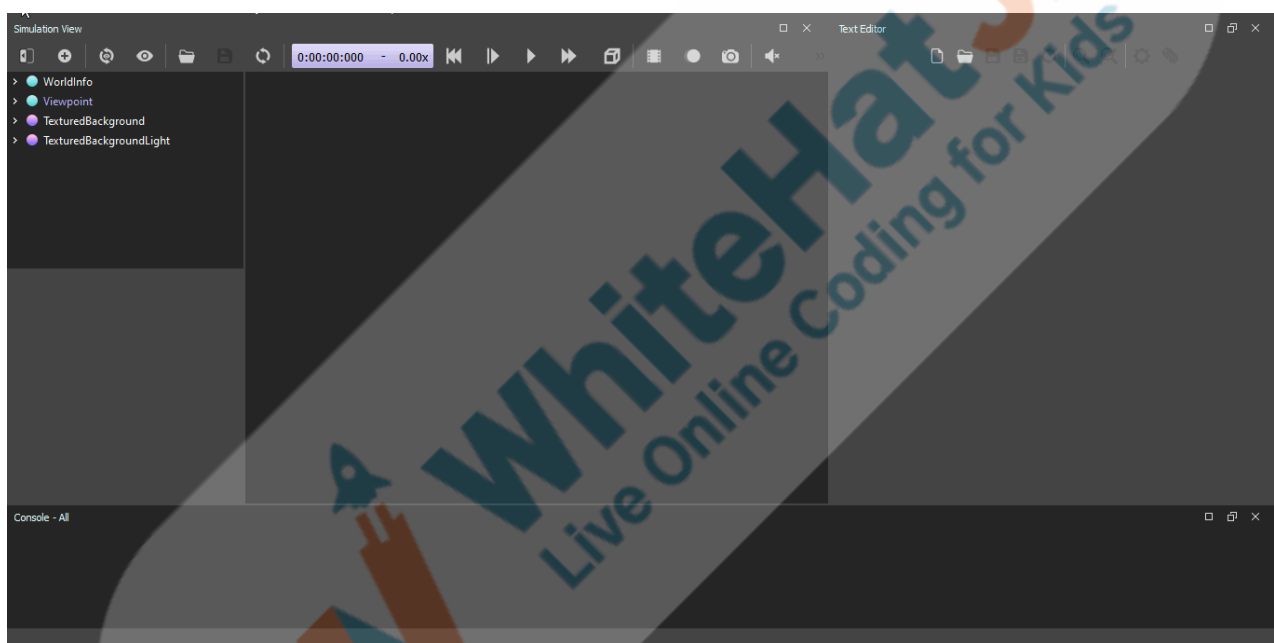 Simulation View
Text Editor
0:00:00:000 - 0.00x
WorldInfo
Viewpoint
TexturedBackground
TexturedBackgroundLight
Console - All
WhiteHat J
Live Online Coding for Kids